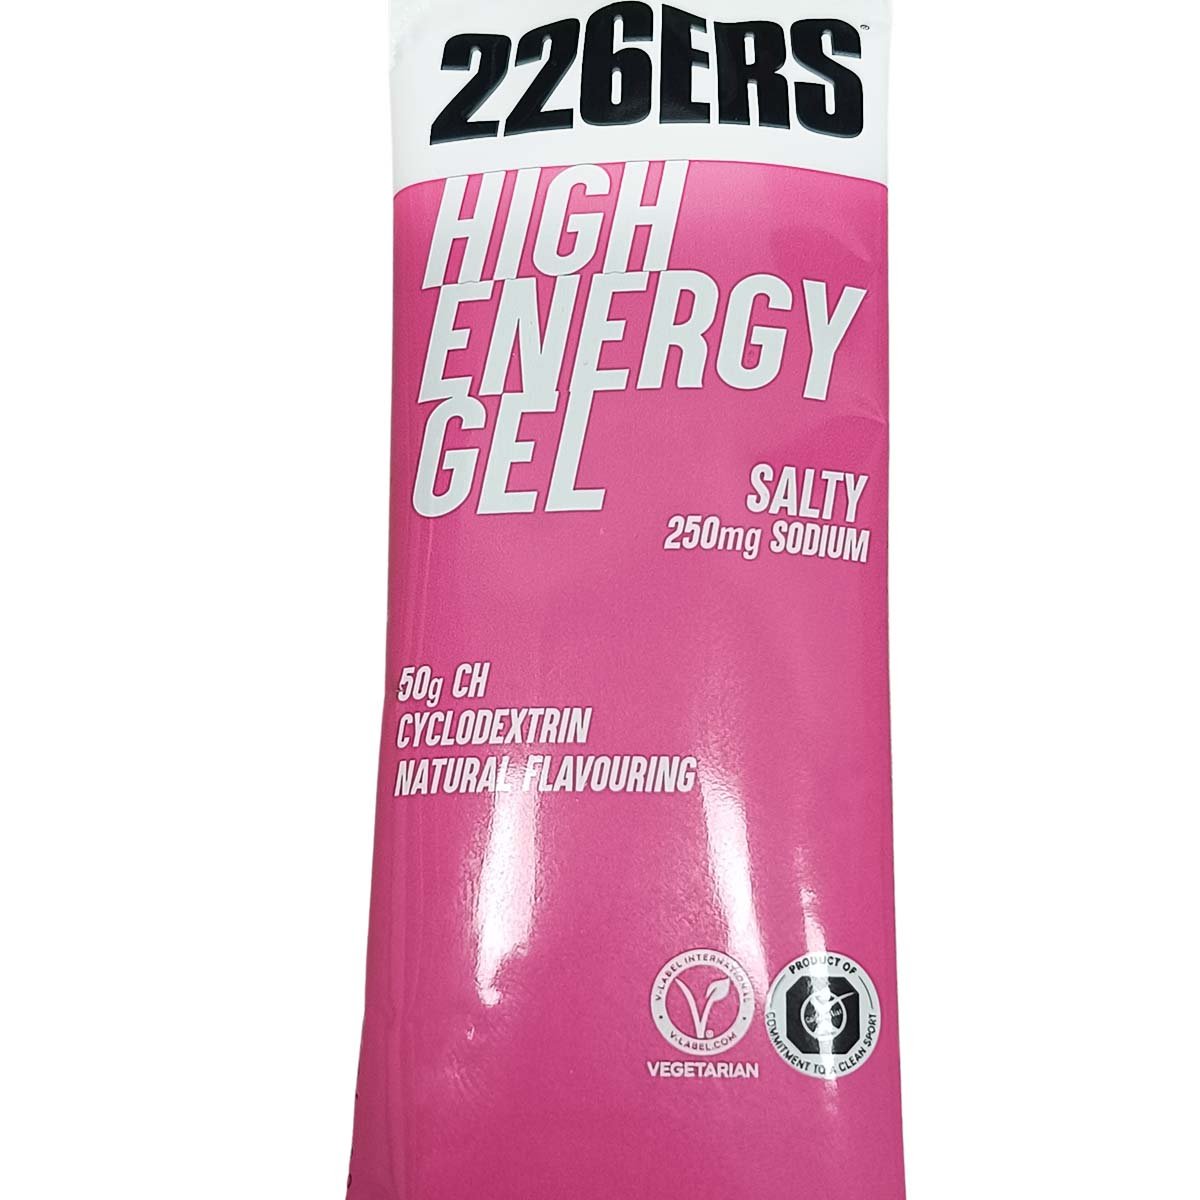 226ERS®
HIGH
ENERGY
GEL
SALTY
250mg SODIUM
50g CH
CYCLODEXTRIN
NATURAL FLAVOURING
V-LABEL INTERNATIONAL
V-LABEL.COM
VEGETARIAN
PRODUCT OF
COMMITMENT TO A CLEAN SPORT